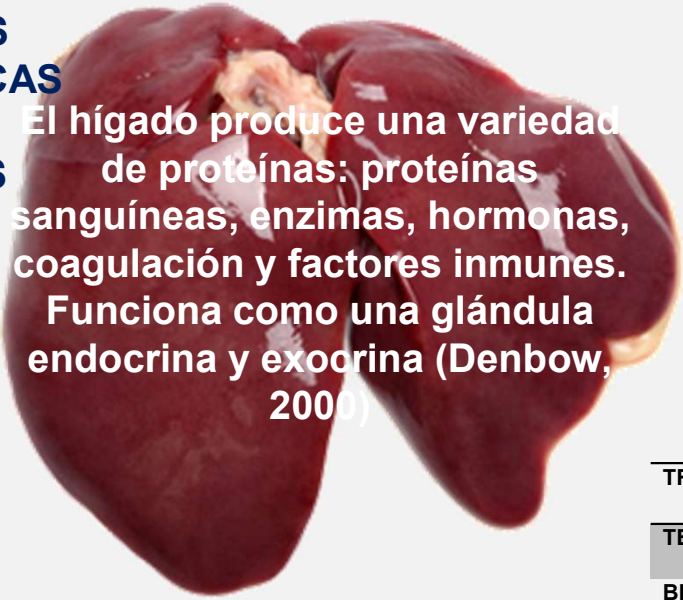 S
CAS
El hígado produce una variedad
S
de proteínas: proteínas
sanguíneas, enzimas, hormonas,
coagulación y factores inmunes.
Funciona como una glándula
endocrina y exocrina (Denbow,
2000)